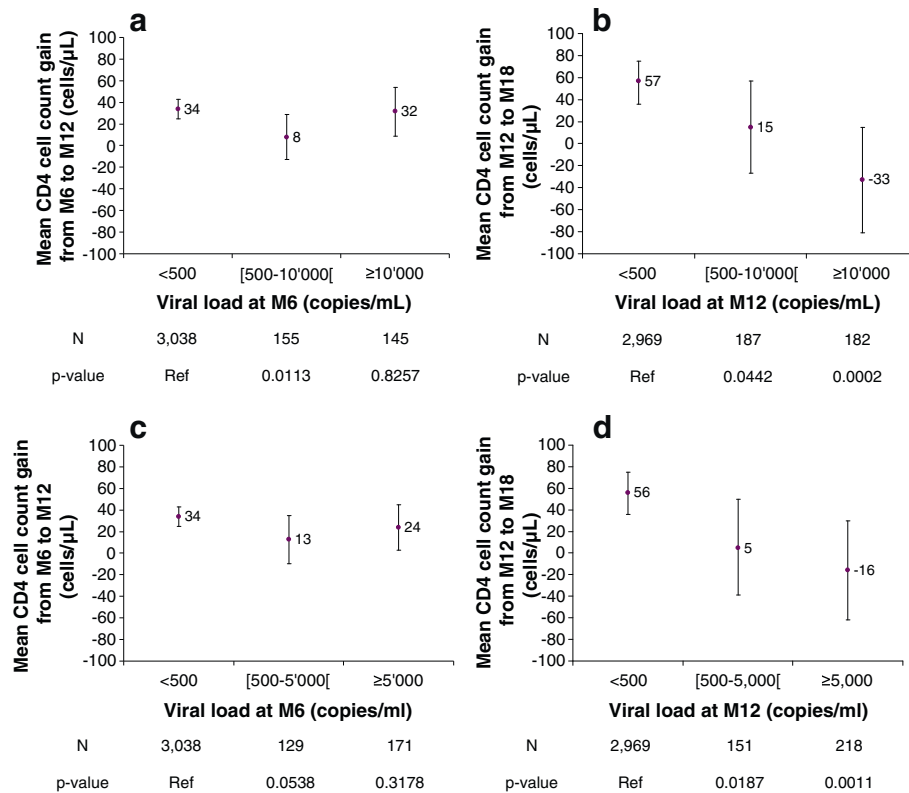 a
Mean CD4 cell count gain
from M6 to M12 (cells/µL)
100
80
60
40
20
0
-20
-40
-60
-80
-100
34
8
32
<500
[500-10'000[
≥10'000
Viral load at M6 (copies/mL)
N
3,038
155
145
p-value
Ref
0.0113
0.8257
b
Mean CD4 cell count gain
from M12 to M18
(cells/µL)
100
80
60
40
20
0
-20
-40
-60
-80
-100
57
15
-33
<500
[500-10'000[
≥10'000
Viral load at M12 (copies/mL)
N
2,969
187
182
p-value
Ref
0.0442
0.0002
c
Mean CD4 cell count gain
from M6 to M12
(cells/µL)
100
80
60
40
20
0
-20
-40
-60
-80
-100
34
13
24
<500
[500-5'000[
≥5'000
Viral load at M6 (copies/ml)
N
3,038
129
171
p-value
Ref
0.0538
0.3178
d
Mean CD4 cell count gain
from M12 to M18
(cells/µL)
100
80
60
40
20
0
-20
-40
-60
-80
-100
56
5
-16
<500
[500-5,000[
≥5,000
Viral load at M12 (copies/ml)
N
2,969
151
218
p-value
Ref
0.0187
0.0011